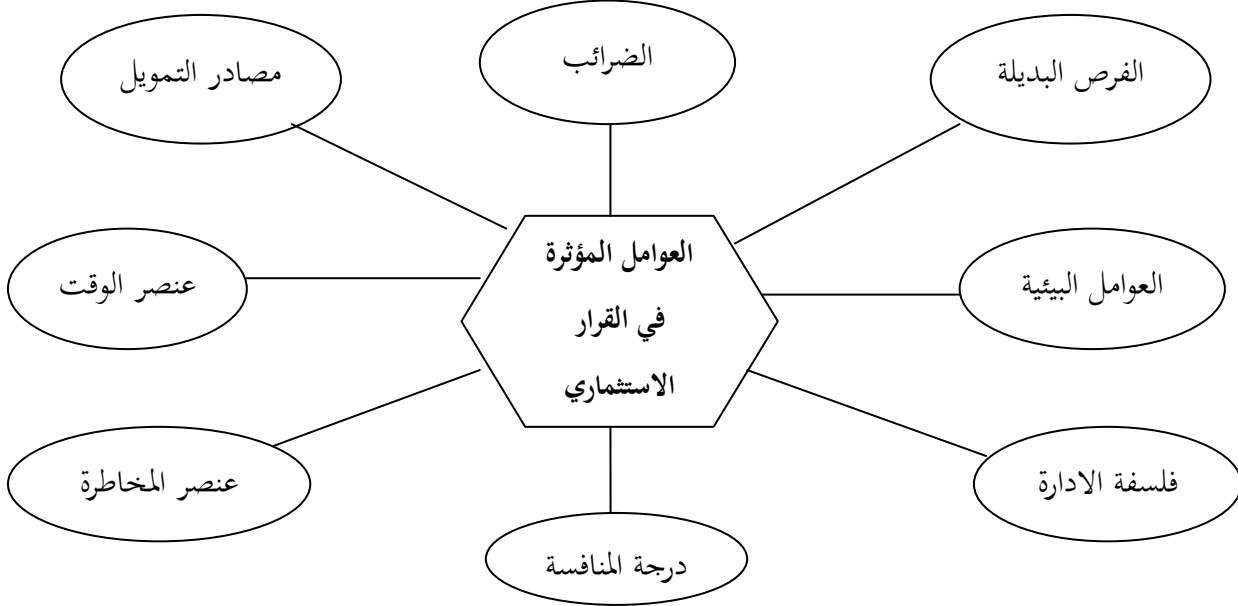 الفرص البديلة
الضرائب
مصادر التمويل
العوامل المؤثرة
في القرار
الاستثماري
العوامل البيئية
عنصر الوقت
فلسفة الادارة
عنصر المخاطرة
درجة المنافسة